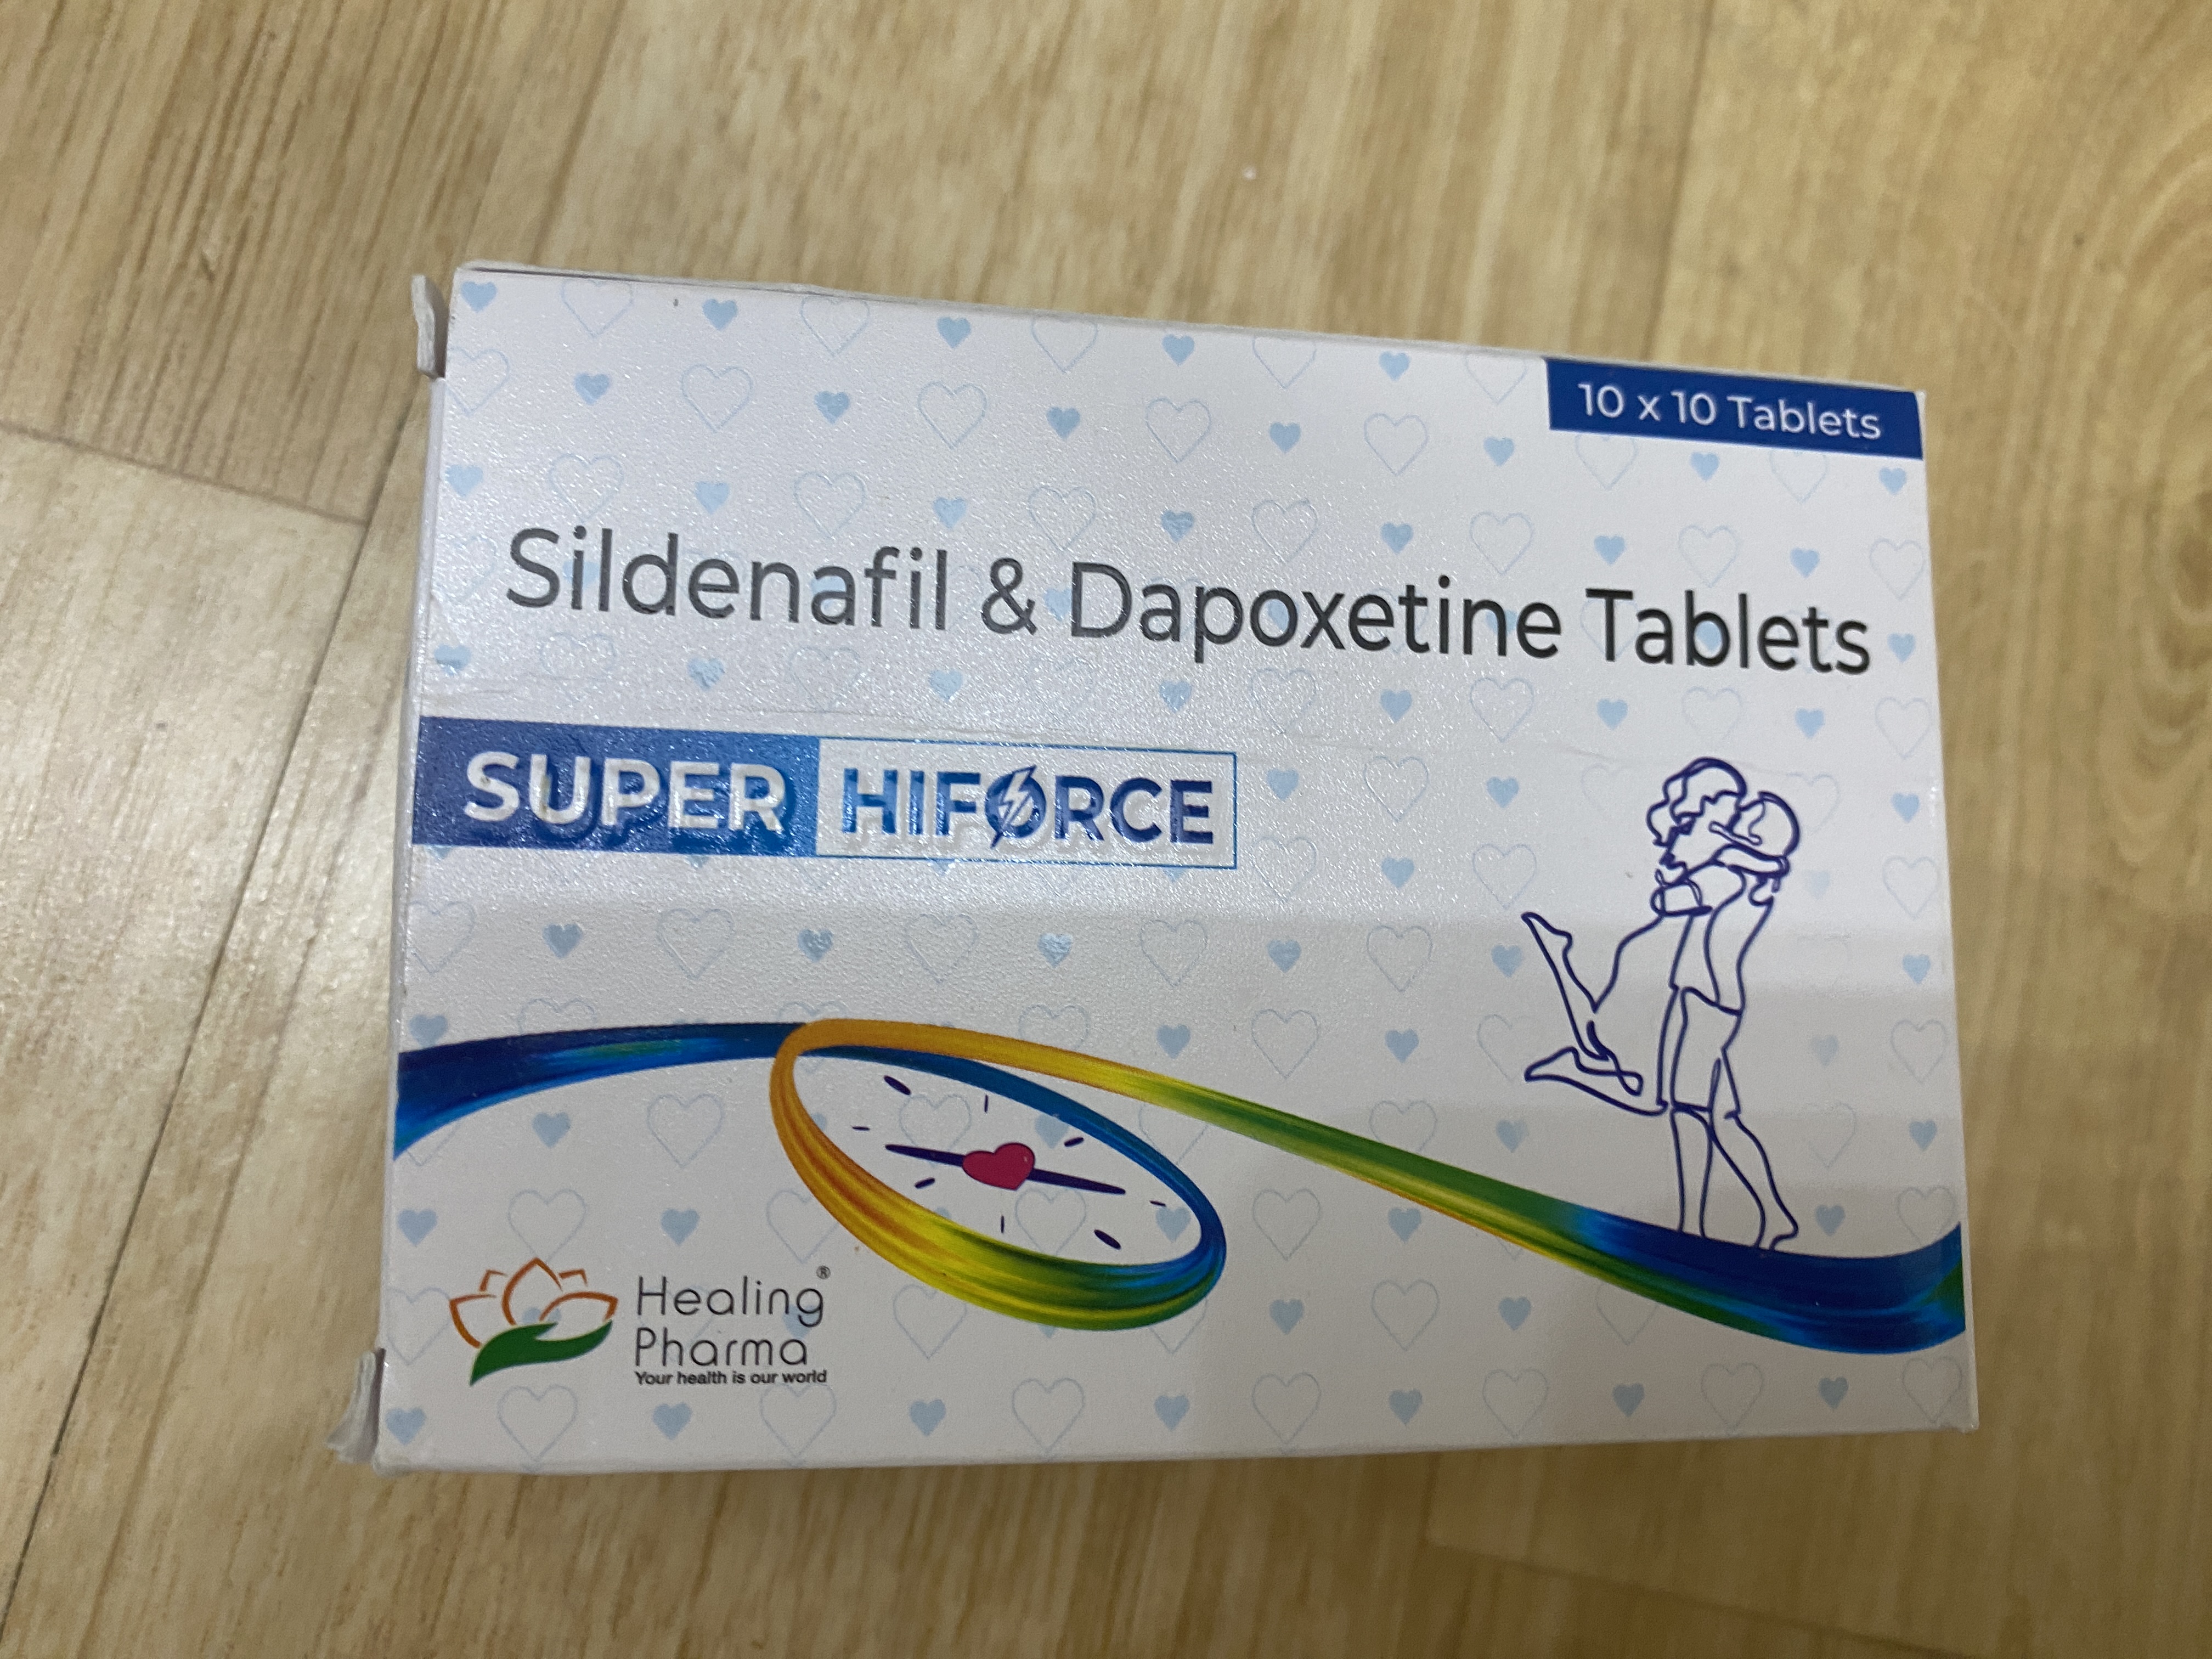 10 x 10 Tablets
Sildenafil & Dapoxetine Tablets
SUPER HIFORCE
Healing®
Pharma
Your health is our world